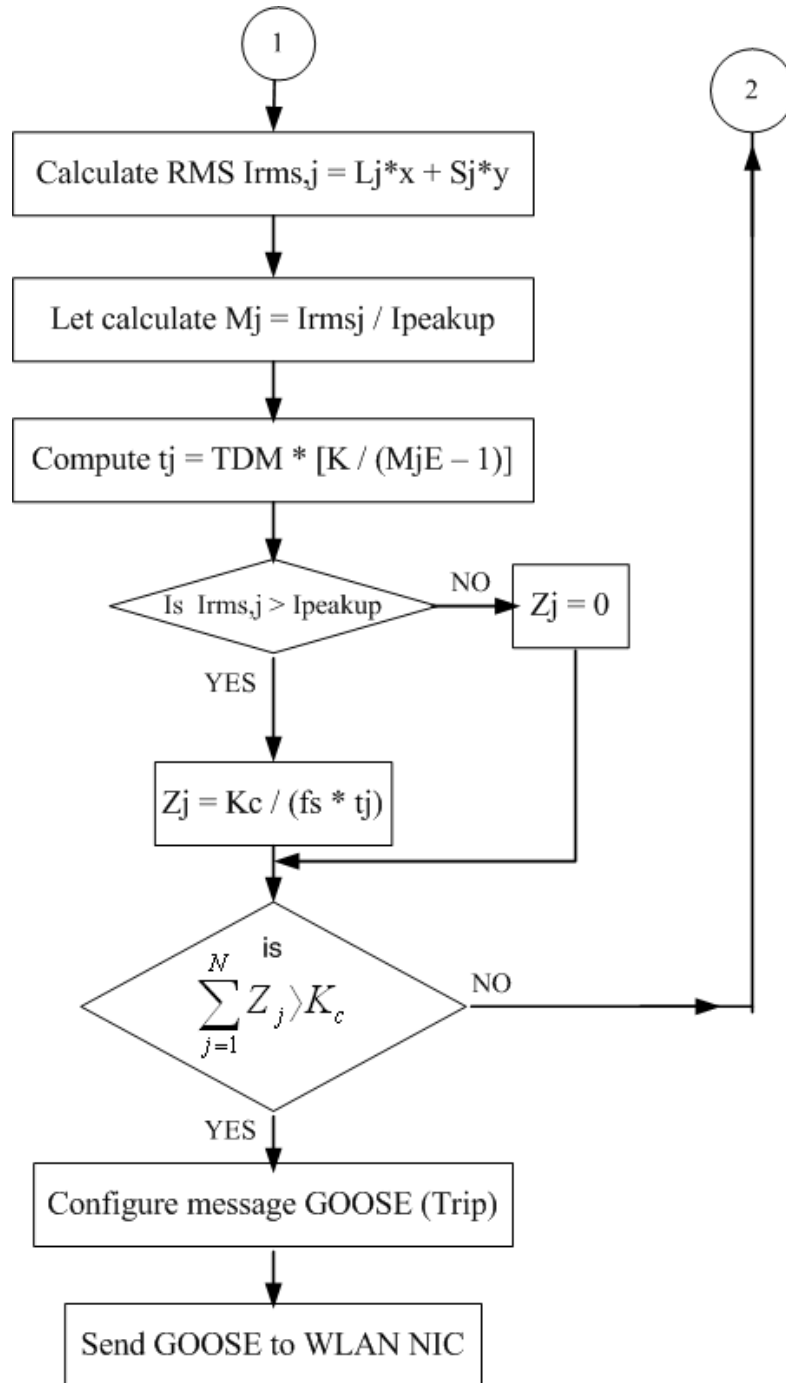 1
2
Calculate RMS Irms,j = Lj*x + Sj*y
Let calculate Mj = Irmsj / Ipeakup
Compute tj = TDM * [K / (MjE – 1)]
Is Irms,j > Ipeakup
NO
Zj = 0
YES
Zj = Kc / (fs * tj)
is
N
∑ Z_j⟩K_c
j=1
NO
YES
Configure message GOOSE (Trip)
Send GOOSE to WLAN NIC